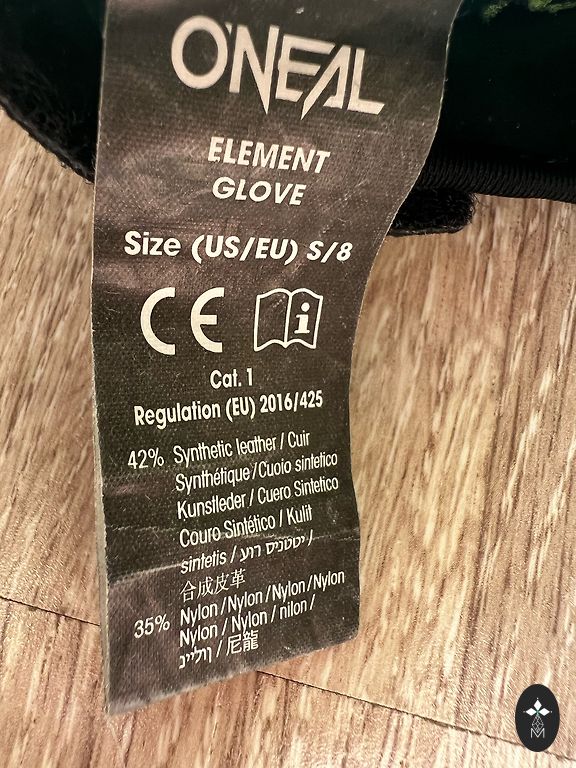 O'NEAL
ELEMENT
GLOVE
Size (US/EU) S/8
CE i
Cat. 1
Regulation (EU) 2016/425
42% Synthetic leather / Cuir
Synthétique / Cuoio sintetico
Kunstleder / Cuero Sintetico
Couro Sintético / Kulit
sintetis / עור סינטטי /
合成皮革
35% Nylon / Nylon / Nylon / Nylon
Nylon / Nylon / nilon /
ניילון / 尼龍
M